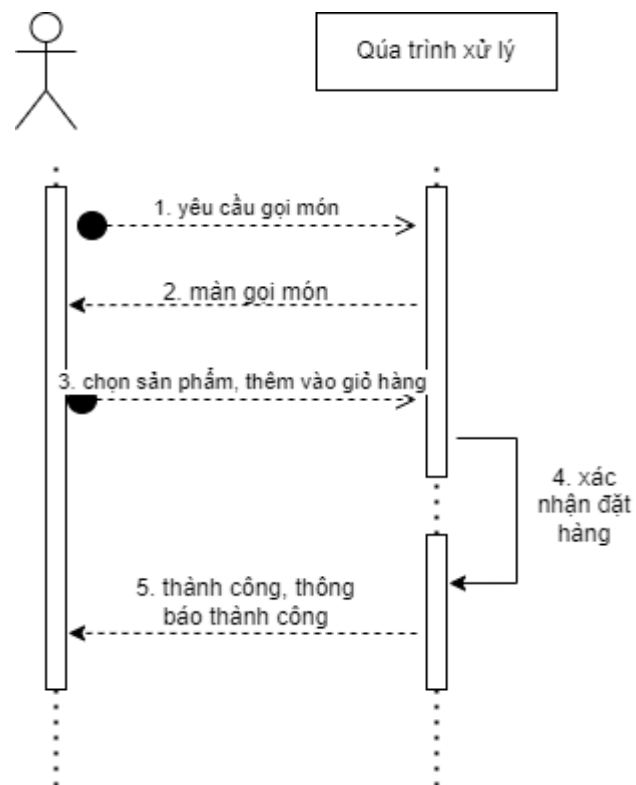 Qúa trình xử lý
1. yêu cầu gọi món
2. màn gọi món
3. chọn sản phẩm, thêm vào giỏ hàng
4. xác
nhận đặt
hàng
5. thành công, thông
báo thành công